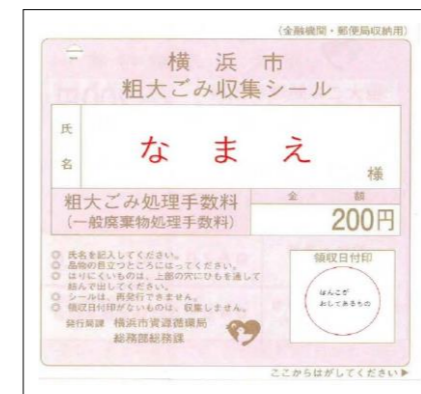 (金融機関・郵便局収納用)
横浜市
粗大ごみ収集シール
氏名
なまえ
様
粗大ごみ処理手数料
(一般廃棄物処理手数料)
金額
200円
◎ 氏名を記入してください。
◎ 品物の目立つところにはってください。
◎ はりにくいものは、上部の穴にひもを通して
結んで出してください。
◎ シールは、再発行できません。
◎ 領収日付印がないものは、収集しません。
発行局課 横浜市資源循環局
総務部総務課
領収日付印
はんこが
おしてあるもの
ここからはがしてください▶